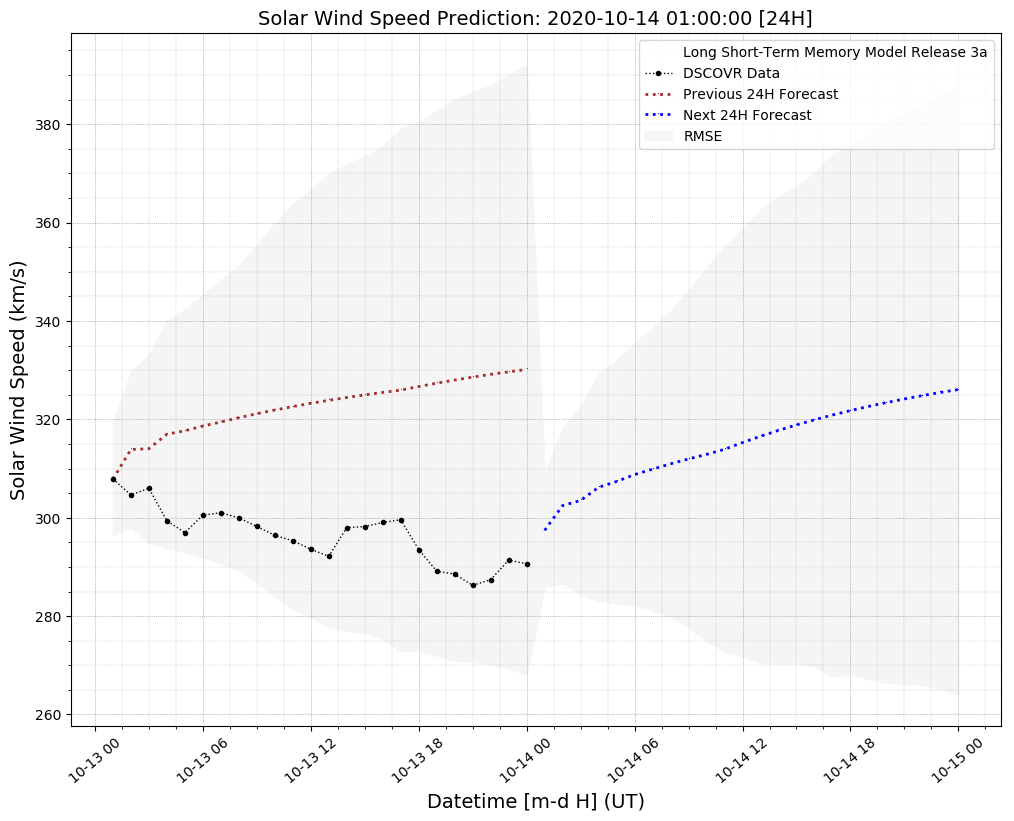 Solar Wind Speed Prediction: 2020-10-14 01:00:00 [24H]
Long Short-Term Memory Model Release 3a
DSCOVR Data
Previous 24H Forecast
Next 24H Forecast
RMSE
Solar Wind Speed (km/s)
380
360
340
320
300
280
260
10-13 00
10-13 06
10-13 12
10-13 18
10-14 00
10-14 06
10-14 12
10-14 18
10-15 00
Datetime [m-d H] (UT)